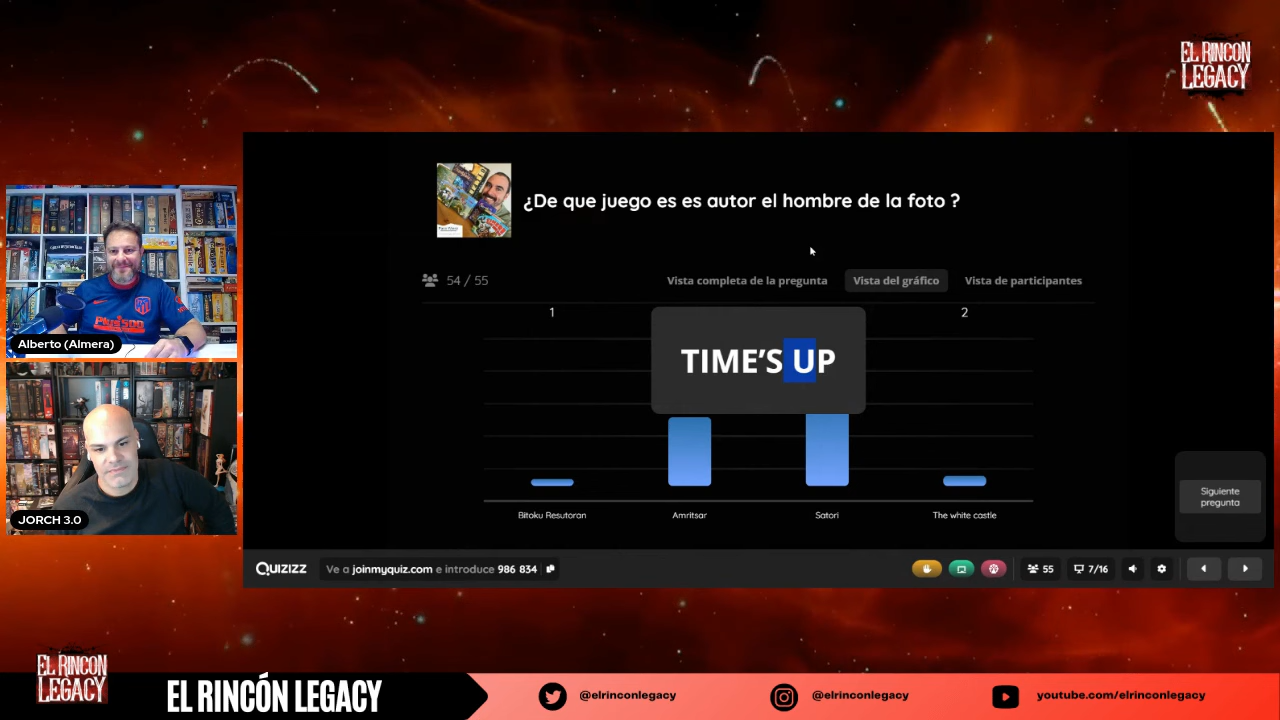 EL RINCON
LEGACY
¿De que juego es es autor el hombre de la foto ?
54 / 55
Vista completa de la pregunta
Vista del gráfico
Vista de participantes
1
2
TIME'S UP
Bitoku Resutoran
Amritsar
Satori
The white castle
Siguiente
pregunta
Alberto (Almera)
JORCH 3.0
QUIZIZZ
Ve a joinmyquiz.com e introduce 986 834
55
7/16
EL RINCON
LEGACY
EL RINCÓN LEGACY
@elrinconlegacy
@elrinconlegacy
youtube.com/elrinconlegacy